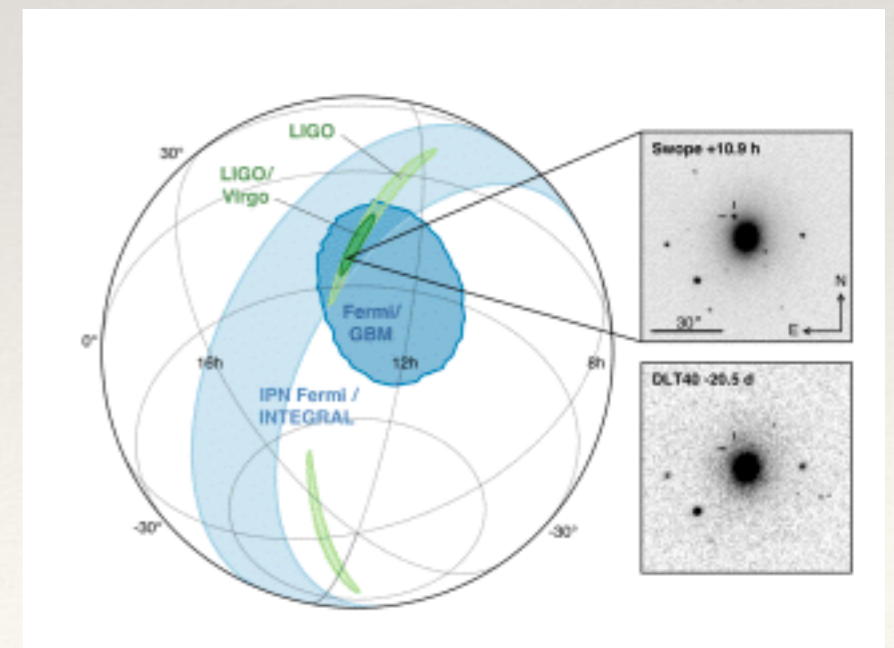 LIGO
LIGO/
Virgo
30°
Swope +10.9 h
N
E
30"
Fermi/
GBM
0°
16h
12h
8h
IPN Fermi /
INTEGRAL
DLT40 -20.5 d
-30°
-30°